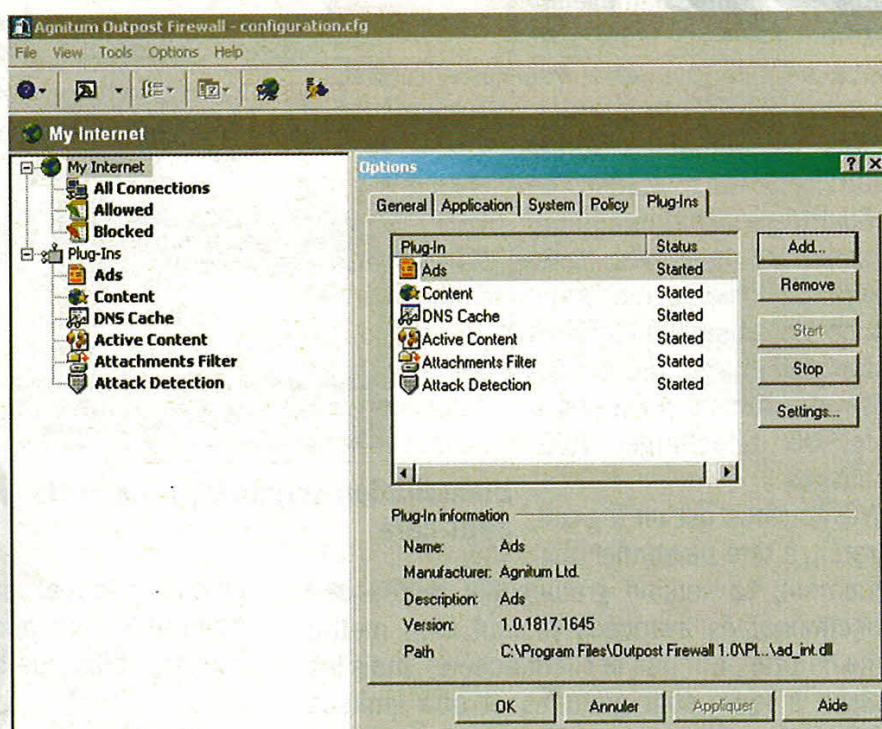 Agnitum Outpost Firewall - configuration.cfg
File View Tools Options Help
My Internet
My Internet
All Connections
Allowed
Blocked
Plug-Ins
Ads
Content
DNS Cache
Active Content
Attachments Filter
Attack Detection
Options
General Application System Policy Plug-Ins
Plug-In Status
Ads Started
Content Started
DNS Cache Started
Active Content Started
Attachments Filter Started
Attack Detection Started
Add...
Remove
Start
Stop
Settings...
Plug-In information
Name: Ads
Manufacturer: Agnitum Ltd.
Description: Ads
Version: 1.0.1817.1645
Path C:\Program Files\Outpost Firewall 1.0\Pl...\ad_int.dll
OK Annuler Appliquer Aide